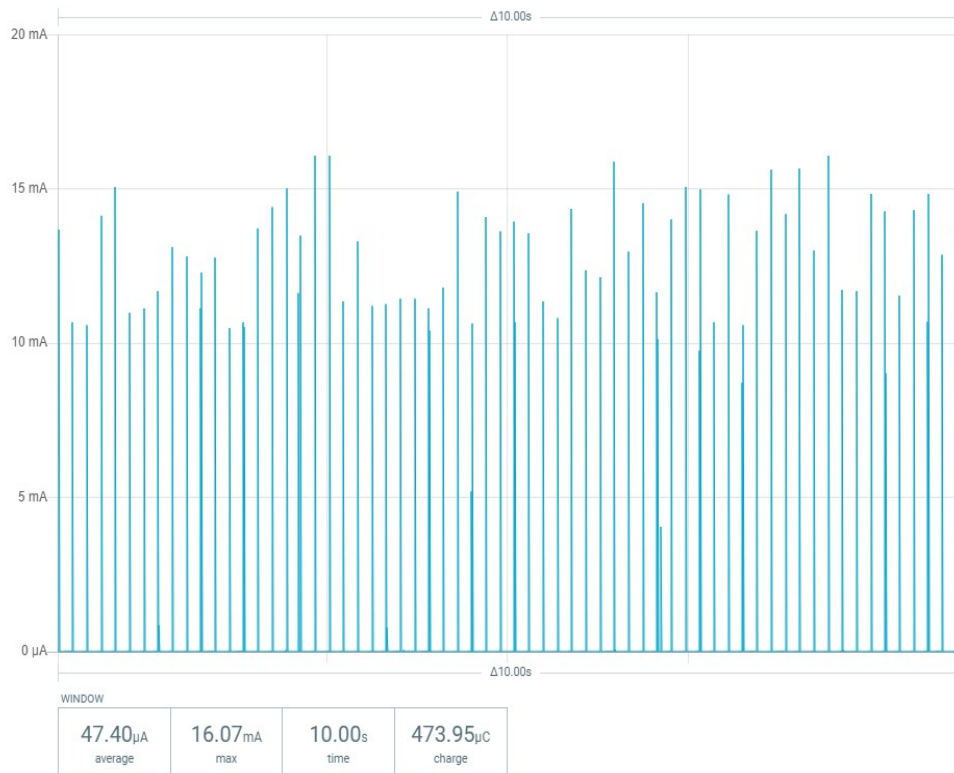 Δ10.00s
20 mA
15 mA
10 mA
5 mA
0 µA
Δ10.00s
WINDOW
47.40µA 16.07mA 10.00s 473.95µC
average max time charge